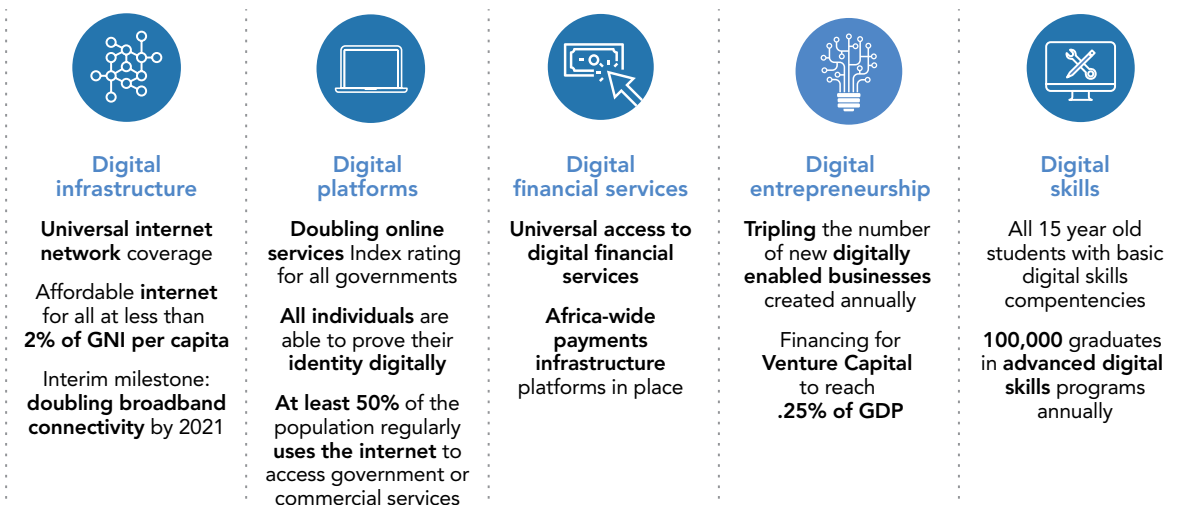 Digital
infrastructure
Universal internet
network coverage
Affordable internet
for all at less than
2% of GNI per capita
Interim milestone:
doubling broadband
connectivity by 2021
Digital
platforms
Doubling online
services Index rating
for all governments
All individuals are
able to prove their
identity digitally
At least 50% of the
population regularly
uses the internet to
access government or
commercial services
Digital
financial services
Universal access to
digital financial
services
Africa-wide
payments
infrastructure
platforms in place
Digital
entrepreneurship
Tripling the number
of new digitally
enabled businesses
created annually
Financing for
Venture Capital
to reach
.25% of GDP
Digital
skills
All 15 year old
students with basic
digital skills
compentencies
100,000 graduates
in advanced digital
skills programs
annually